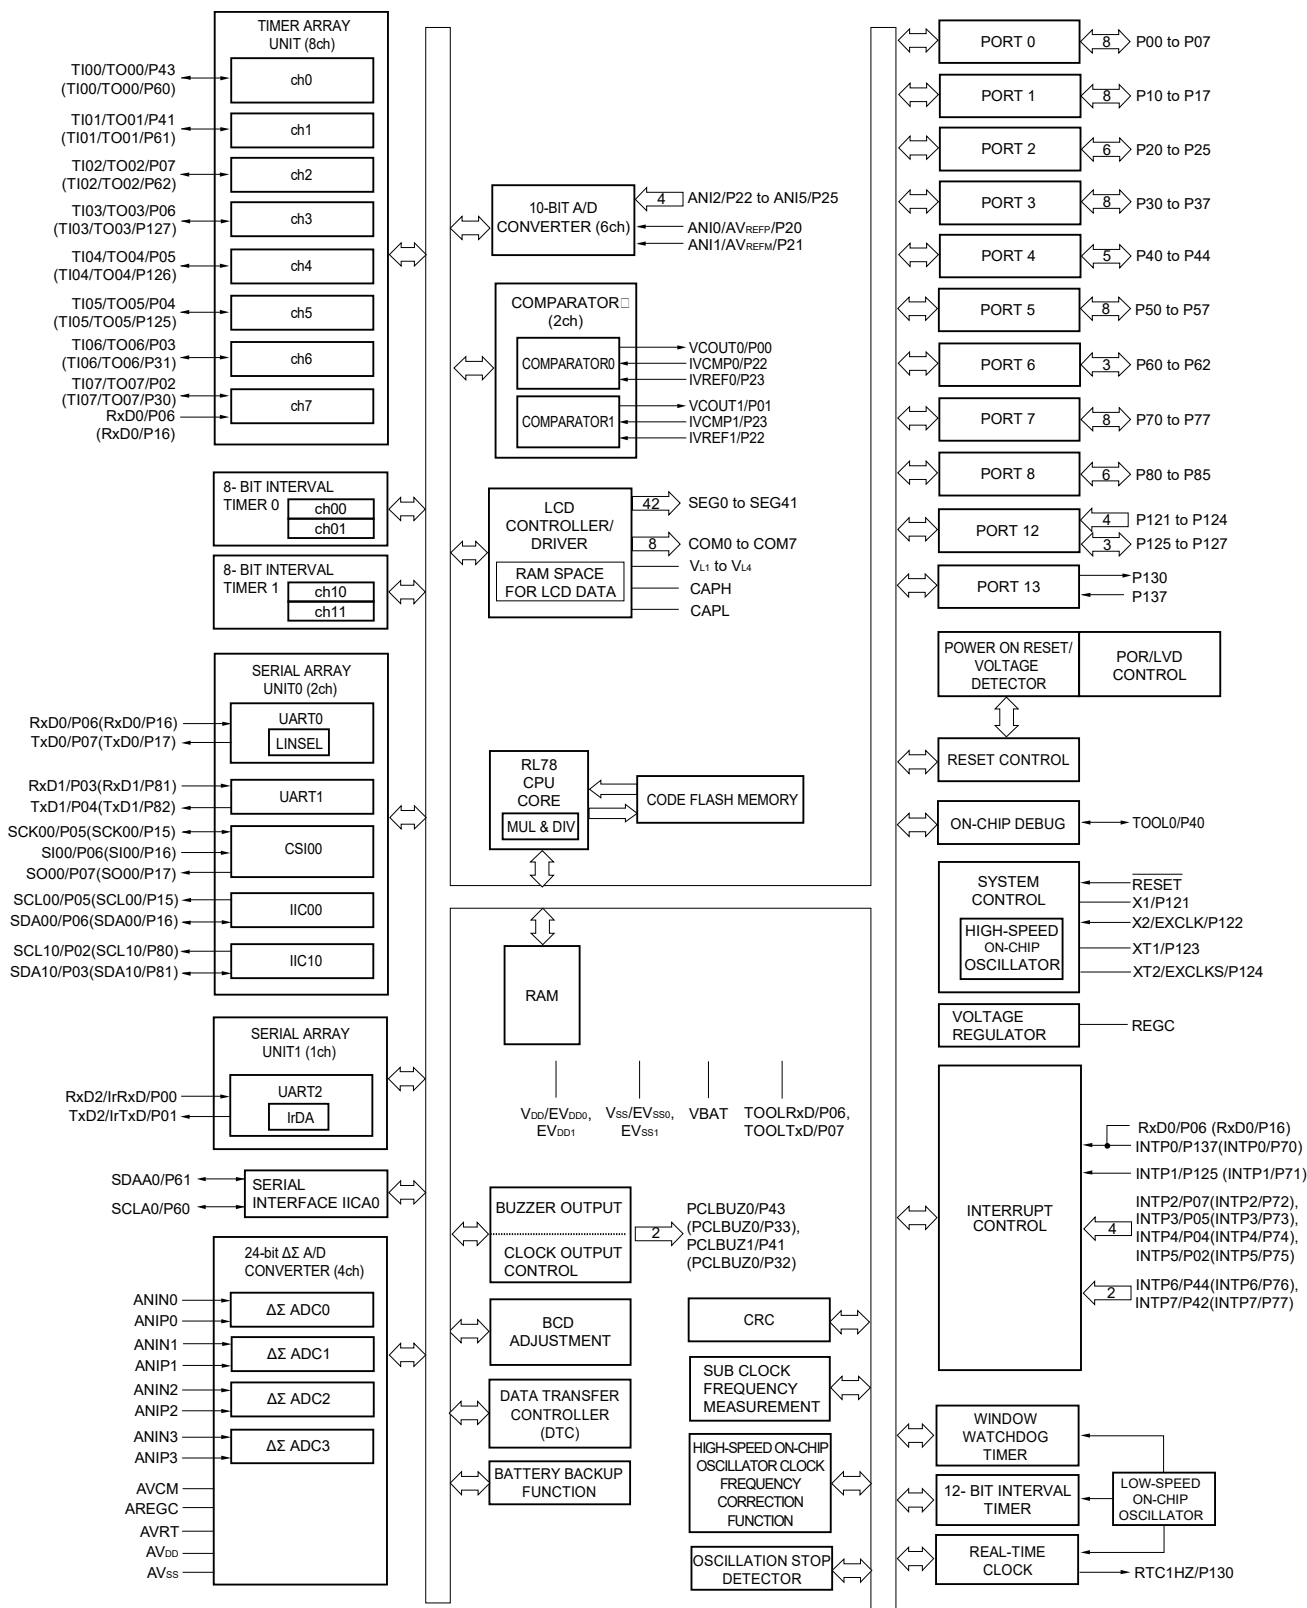 TIMER ARRAY
UNIT (8ch)
TI00/TO00/P43
(TI00/TO00/P60)
ch0
TI01/TO01/P41
(TI01/TO01/P61)
ch1
TI02/TO02/P07
(TI02/TO02/P62)
ch2
TI03/TO03/P06
(TI03/TO03/P127)
ch3
TI04/TO04/P05
(TI04/TO04/P126)
ch4
TI05/TO05/P04
(TI05/TO05/P125)
ch5
TI06/TO06/P03
(TI06/TO06/P31)
ch6
TI07/TO07/P02
(TI07/TO07/P30)
RxD0/P06
(RxD0/P16)
ch7
8- BIT INTERVAL
TIMER 0
ch00
ch01
8- BIT INTERVAL
TIMER 1
ch10
ch11
SERIAL ARRAY
UNIT0 (2ch)
RxD0/P06(RxD0/P16)
TxD0/P07(TxD0/P17)
UART0
LINSEL
RxD1/P03(RxD1/P81)
TxD1/P04(TxD1/P82)
UART1
SCK00/P05(SCK00/P15)
SI00/P06(SI00/P16)
SO00/P07(SO00/P17)
CSI00
SCL00/P05(SCL00/P15)
SDA00/P06(SDA00/P16)
IIC00
SCL10/P02(SCL10/P80)
SDA10/P03(SDA10/P81)
IIC10
SERIAL ARRAY
UNIT1 (1ch)
RxD2/IrRxD/P00
TxD2/IrTxD/P01
UART2
IrDA
SDAA0/P61
SCLA0/P60
SERIAL
INTERFACE IICA0
24-bit ΔΣ A/D
CONVERTER (4ch)
ANIN0
ANIP0
ΔΣ ADC0
ANIN1
ANIP1
ΔΣ ADC1
ANIN2
ANIP2
ΔΣ ADC2
ANIN3
ANIP3
ΔΣ ADC3
AVCM
AREGC
AVRT
AVDD
AVSS
10-BIT A/D
CONVERTER (6ch)
4
ANI2/P22 to ANI5/P25
ANI0/AVREFP/P20
ANI1/AVREFM/P21
COMPARATOR□
(2ch)
COMPARATOR0
VCOUT0/P00
IVCMP0/P22
IVREF0/P23
COMPARATOR1
VCOUT1/P01
IVCMP1/P23
IVREF1/P22
LCD
CONTROLLER/
DRIVER
RAM SPACE
FOR LCD DATA
42
SEG0 to SEG41
8
COM0 to COM7
VL1 to VL4
CAPH
CAPL
RL78
CPU
CORE
MUL & DIV
CODE FLASH MEMORY
RAM
VDD/EVDD0,
EVDD1
VSS/EVSS0,
EVSS1
VBAT
TOOLRxD/P06,
TOOLTxD/P07
BUZZER OUTPUT
CLOCK OUTPUT
CONTROL
2
PCLBUZ0/P43
(PCLBUZ0/P33),
PCLBUZ1/P41
(PCLBUZ0/P32)
BCD
ADJUSTMENT
DATA TRANSFER
CONTROLLER
(DTC)
BATTERY BACKUP
FUNCTION
CRC
SUB CLOCK
FREQUENCY
MEASUREMENT
HIGH-SPEED ON-CHIP
OSCILLATOR CLOCK
FREQUENCY
CORRECTION
FUNCTION
OSCILLATION STOP
DETECTOR
PORT 0
8
P00 to P07
PORT 1
8
P10 to P17
PORT 2
6
P20 to P25
PORT 3
8
P30 to P37
PORT 4
5
P40 to P44
PORT 5
8
P50 to P57
PORT 6
3
P60 to P62
PORT 7
8
P70 to P77
PORT 8
6
P80 to P85
PORT 12
4
P121 to P124
3
P125 to P127
PORT 13
P130
P137
POWER ON RESET/
VOLTAGE
DETECTOR
POR/LVD
CONTROL
RESET CONTROL
ON-CHIP DEBUG
TOOL0/P40
SYSTEM
CONTROL
HIGH-SPEED
ON-CHIP
OSCILLATOR
RESET
X1/P121
X2/EXCLK/P122
XT1/P123
XT2/EXCLKS/P124
VOLTAGE
REGULATOR
REGC
INTERRUPT
CONTROL
RxD0/P06 (RxD0/P16)
INTP0/P137(INTP0/P70)
INTP1/P125 (INTP1/P71)
4
INTP2/P07(INTP2/P72),
INTP3/P05(INTP3/P73),
INTP4/P04(INTP4/P74),
INTP5/P02(INTP5/P75)
2
INTP6/P44(INTP6/P76),
INTP7/P42(INTP7/P77)
WINDOW
WATCHDOG
TIMER
12- BIT INTERVAL
TIMER
LOW-SPEED
ON-CHIP
OSCILLATOR
REAL-TIME
CLOCK
RTC1HZ/P130